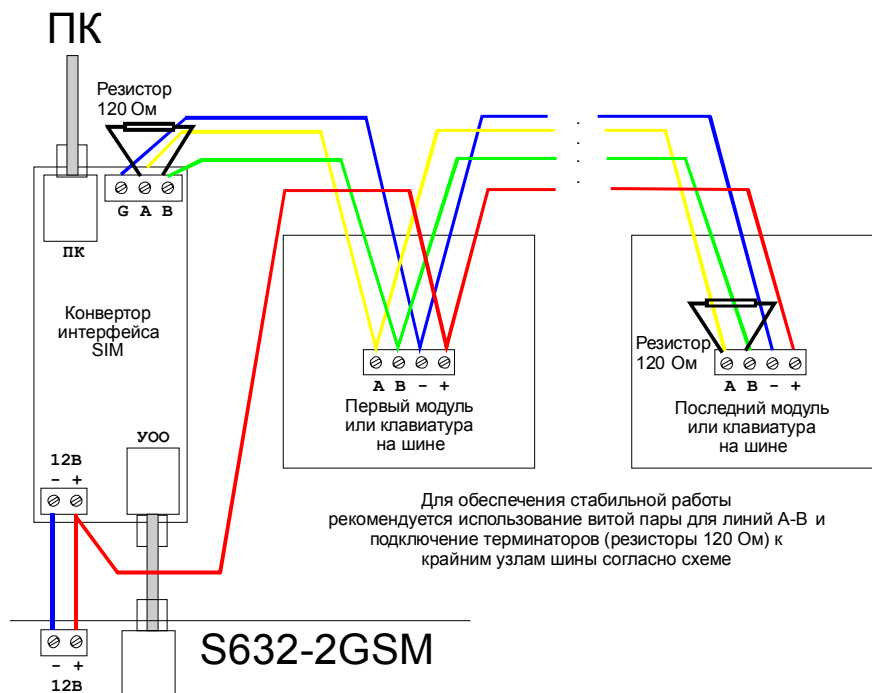 ПК
Резистор
120 Ом
G A B
ПК
Конвертор
интерфейса
SIM
УОО
12В
- +
A B - +
Первый модуль
или клавиатура
на шине
Резистор
120 Ом
A B - +
Последний модуль
или клавиатура
на шине
Для обеспечения стабильной работы
рекомендуется использование витой пары для линий А-В и
подключение терминаторов (резисторы 120 Ом) к
крайним узлам шины согласно схеме
S632-2GSM
- +
12В